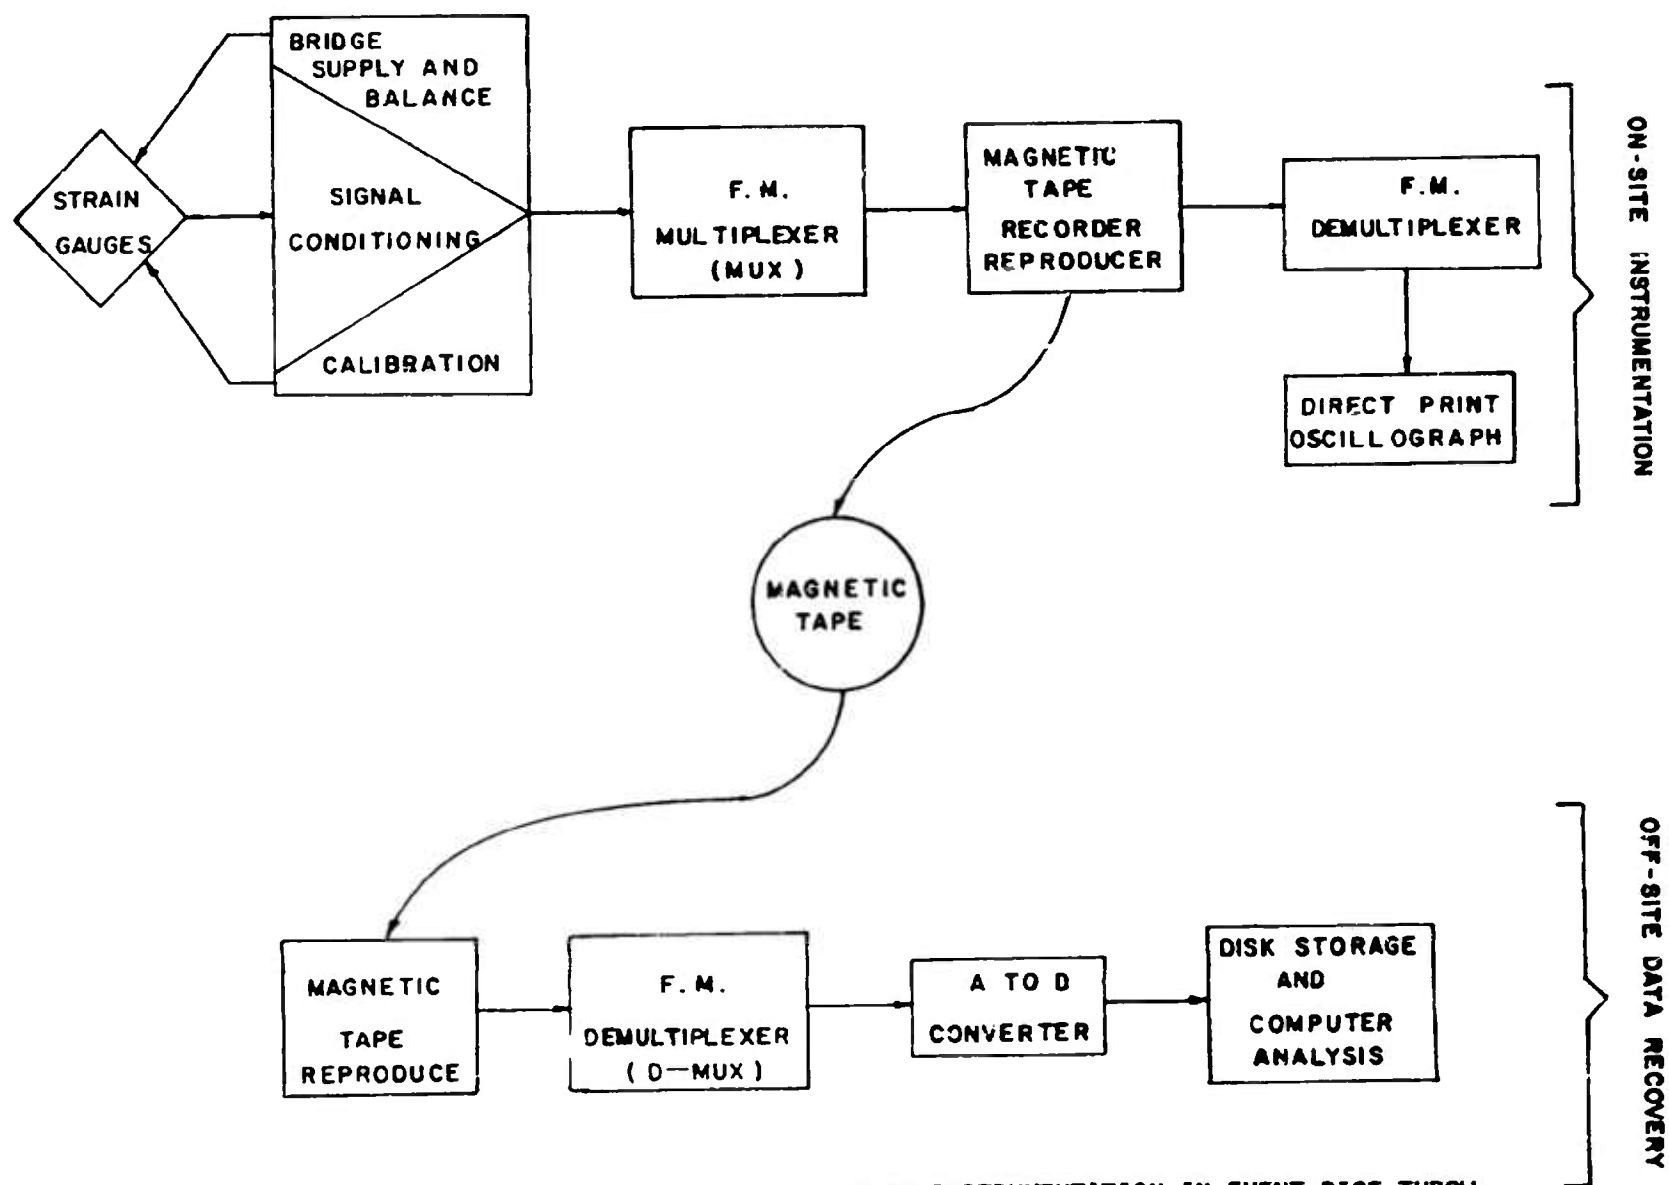 BRIDGE
SUPPLY AND
BALANCE
STRAIN
GAUGES
SIGNAL
CONDITIONING
CALIBRATION
F.M.
MULTIPLEXER
(MUX)
MAGNETIC
TAPE
RECORDER
REPRODUCER
F.M.
DEMULTIPLEXER
DIRECT PRINT
OSCILLOGRAPH
ON-SITE INSTRUMENTATION
MAGNETIC
TAPE
MAGNETIC
TAPE
REPRODUCE
F.M.
DEMULTIPLEXER
(D-MUX)
A TO D
CONVERTER
DISK STORAGE
AND
COMPUTER
ANALYSIS
OFF-SITE DATA RECOVERY